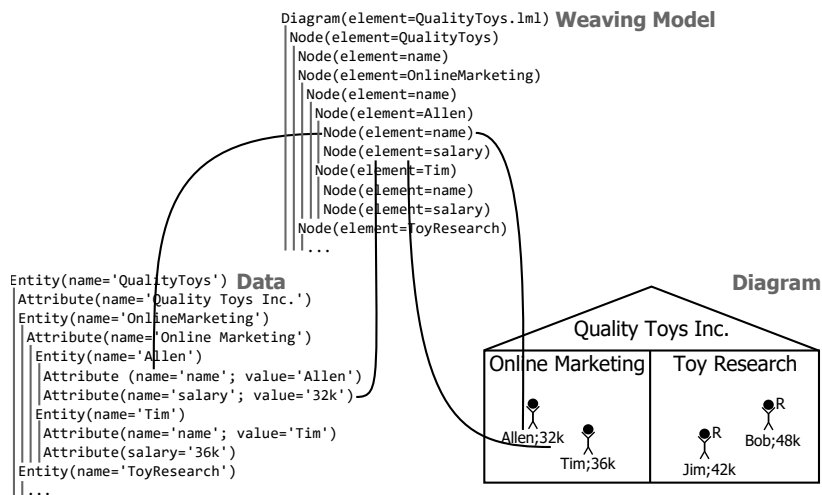 Diagram(element=QualityToys.lml) Weaving Model
Node(element=QualityToys)
Node(element=name)
Node(element=OnlineMarketing)
Node(element=name)
Node(element=Allen)
Node(element=name)
Node(element=salary)
Node(element=Tim)
Node(element=name)
Node(element=salary)
Node(element=ToyResearch)
...
Entity(name='QualityToys') Data
Attribute(name='Quality Toys Inc.')
Entity(name='OnlineMarketing')
Attribute(name='Online Marketing')
Entity(name='Allen')
Attribute (name='name'; value='Allen')
Attribute(name='salary'; value='32k')
Entity(name='Tim')
Attribute(name='name'; value='Tim')
Attribute(salary='36k')
Entity(name='ToyResearch')
...
Diagram
Quality Toys Inc.
Online Marketing
Allen;32k
Tim;36k
Toy Research
R
Bob;48k
R
Jim;42k